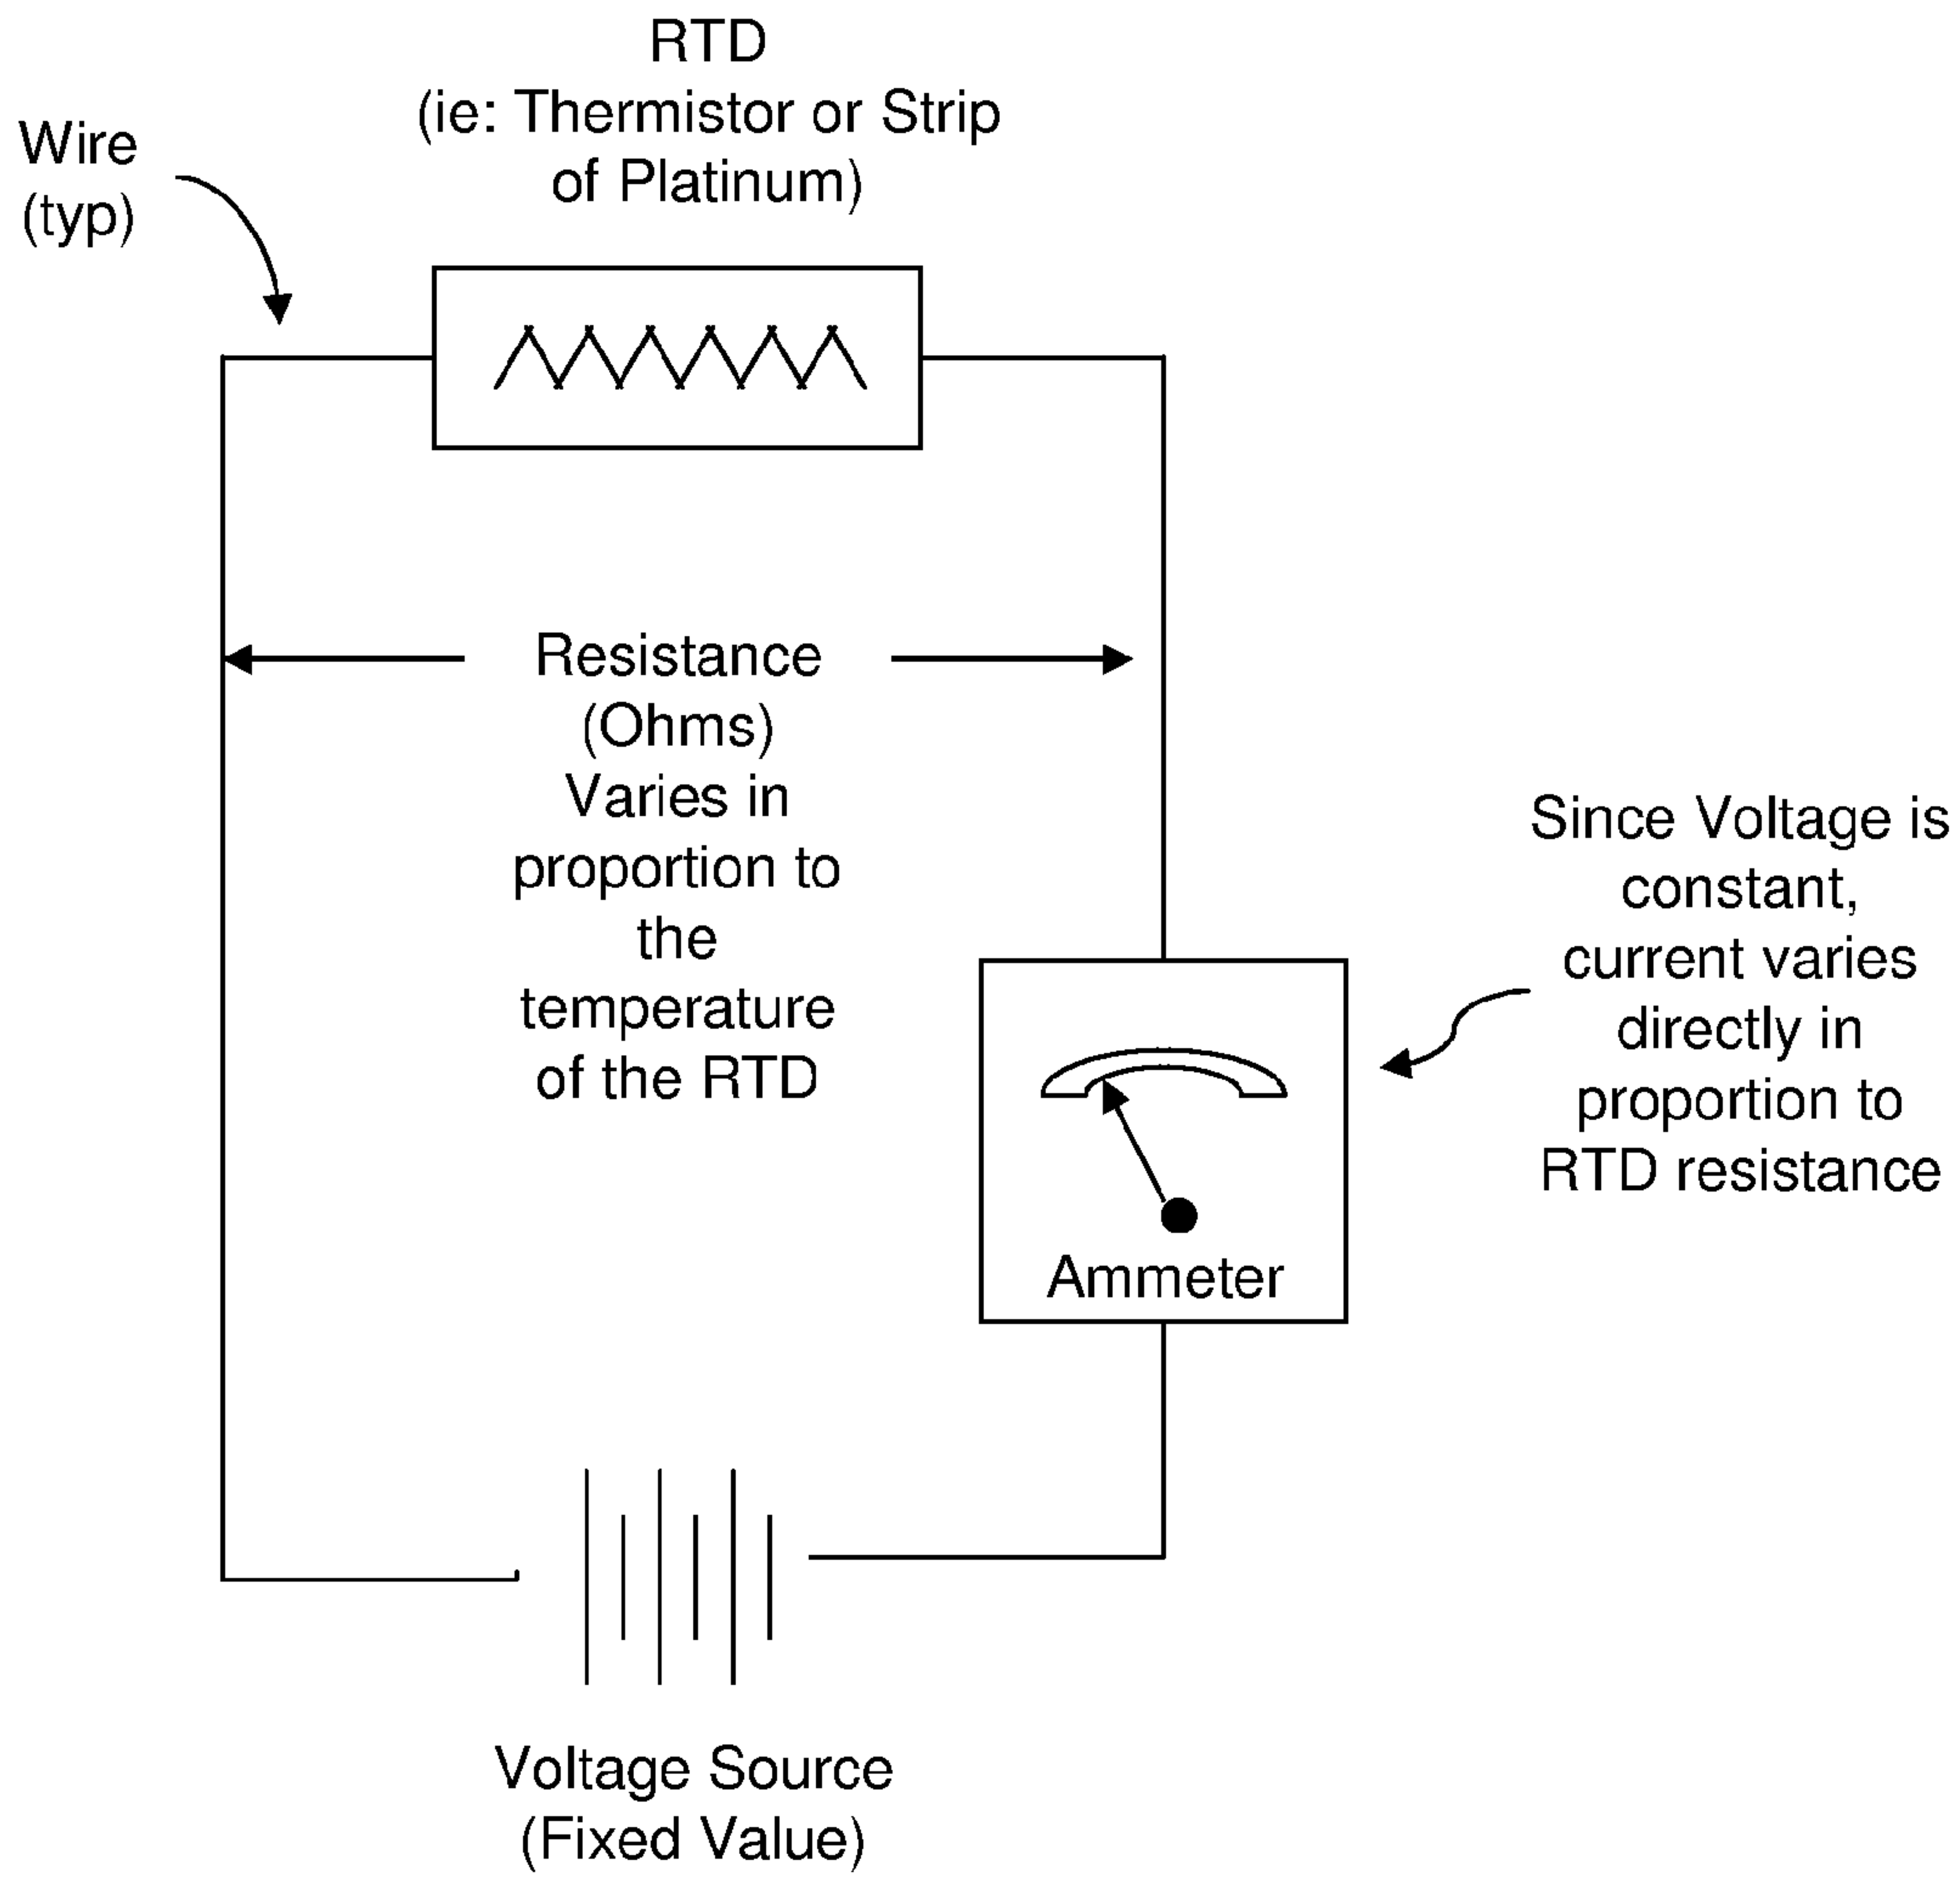 RTD
(ie: Thermistor or Strip
of Platinum)
Wire
(typ)
Resistance
(Ohms)
Varies in
proportion to
the
temperature
of the RTD
Since Voltage is
constant,
current varies
directly in
proportion to
RTD resistance
Ammeter
Voltage Source
(Fixed Value)